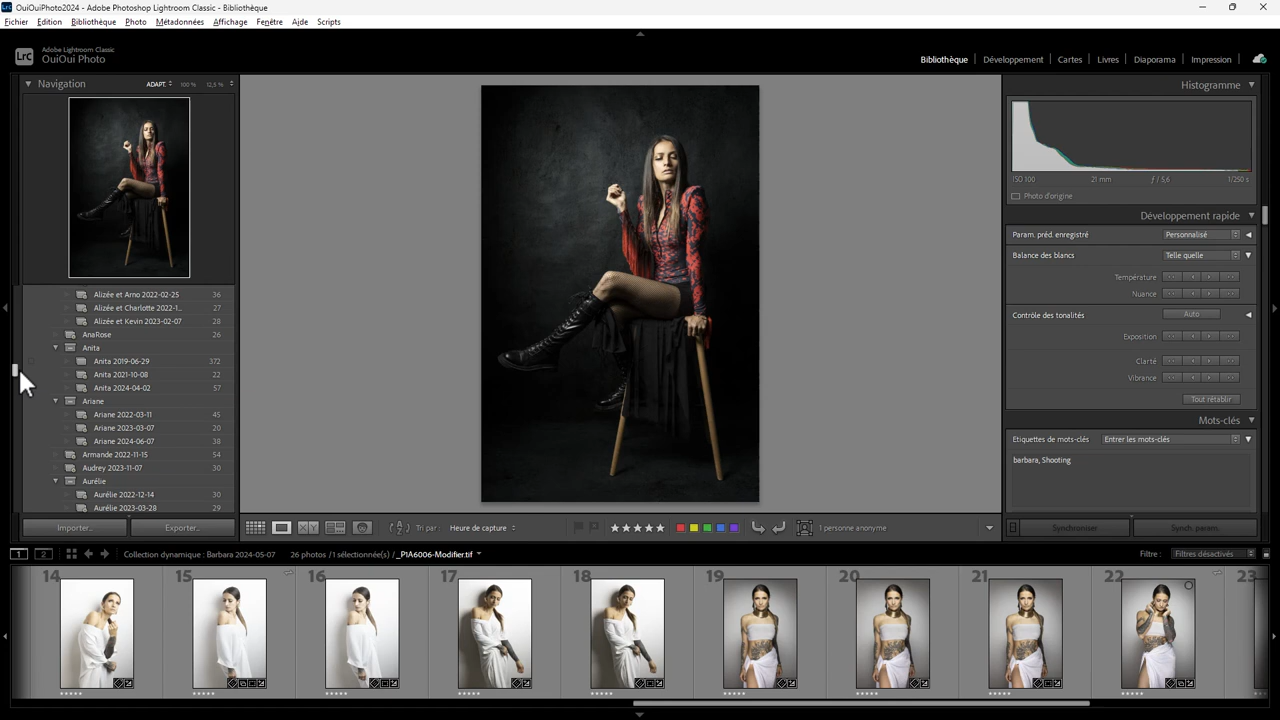 OuiOuiPhoto2024 - Adobe Photoshop Lightroom Classic - Bibliothèque
Fichier Edition Bibliothèque Photo Métadonnées Affichage Fenêtre Aide Scripts
Lrc
Adobe Lightroom Classic
OuiOui Photo
Bibliothèque Développement Cartes Livres Diaporama Impression
Navigation ADAPT. 100 % 12,5 %
Alizée et Arno 2022-02-25 36
Alizée et Charlotte 2022-1... 27
Alizée et Kevin 2023-02-07 28
AnaRose 26
Anita
Anita 2019-06-29 372
Anita 2021-10-08 22
Anita 2024-04-02 57
Ariane
Ariane 2022-03-11 45
Ariane 2023-03-07 20
Ariane 2024-06-07 38
Armande 2022-11-15 54
Audrey 2023-11-07 30
Aurélie
Aurélie 2022-12-14 30
Aurélie 2023-03-28 29
Importer... Exporter...
Histogramme
ISO 100 21 mm ƒ / 5,6 1/250 s
Photo d'origine
Développement rapide
Param. préd. enregistré Personnalisé
Balance des blancs Telle quelle
Température
Nuance
Contrôle des tonalités Auto
Exposition
Clarté
Vibrance
Tout rétablir
Mots-clés
Etiquettes de mots-clés Entrer les mots-clés
barbara, Shooting
Synchroniser Synch. param.
XY Tri par : Heure de capture 1 personne anonyme
1 2 Collection dynamique : Barbara 2024-05-07 26 photos / 1 sélectionnée(s) / _P1A6006-Modifier.tif Filtre : Filtres désactivés
14 15 16 17 18 19 20 21 22 23